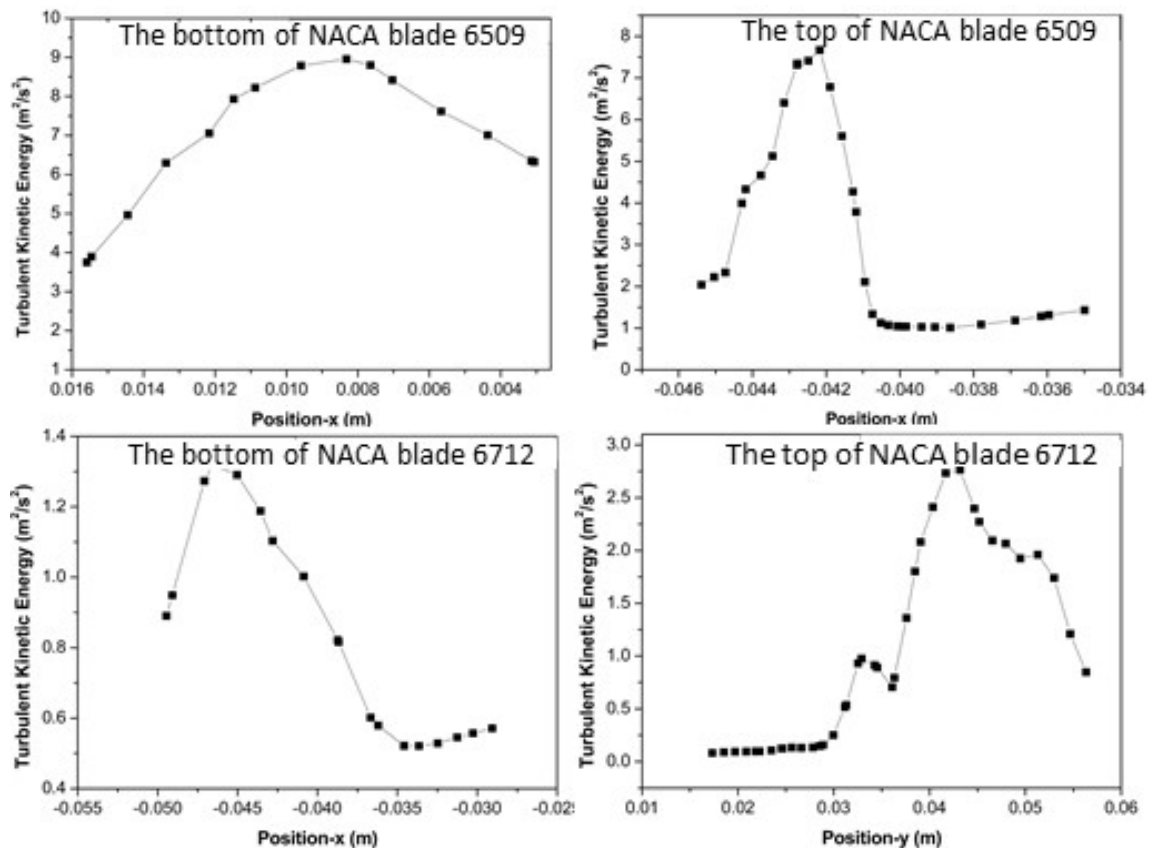 The bottom of NACA blade 6509
Turbulent Kinetic Energy (m²/s²)
10
9
8
7
6
5
4
3
2
1
0.016 0.014 0.012 0.010 0.008 0.006 0.004
Position-x (m)
The top of NACA blade 6509
Turbulent Kinetic Energy (m²/s²)
8
7
6
5
4
3
2
1
0
-0.046 -0.044 -0.042 -0.040 -0.038 -0.036 -0.034
Position-x (m)
The bottom of NACA blade 6712
Turbulent Kinetic Energy (m²/s²)
1.4
1.2
1.0
0.8
0.6
0.4
-0.055 -0.050 -0.045 -0.040 -0.035 -0.030 -0.025
Position-x (m)
The top of NACA blade 6712
Turbulent Kinetic Energy (m²/s²)
3.0
2.5
2.0
1.5
1.0
0.5
0.0
0.01 0.02 0.03 0.04 0.05 0.06
Position-y (m)